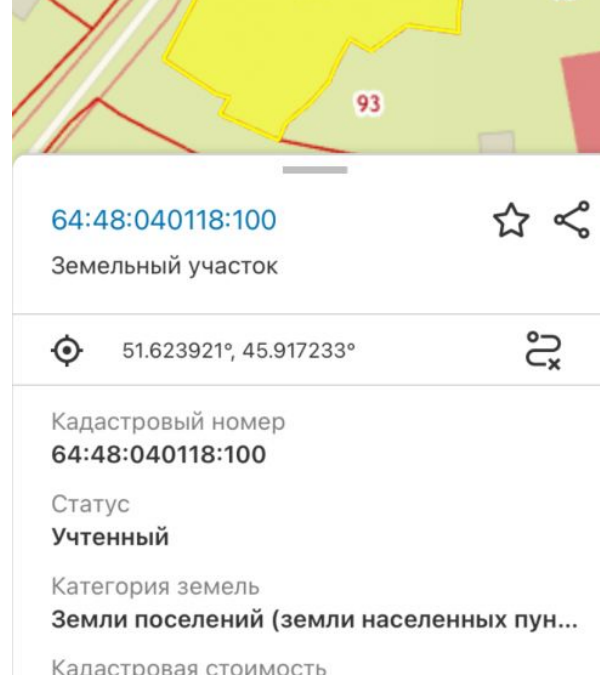 93
64:48:040118:100
Земельный участок
51.623921°, 45.917233°
Кадастровый номер
64:48:040118:100
Статус
Учтенный
Категория земель
Земли поселений (земли населенных пун...
Кадастровая стоимость